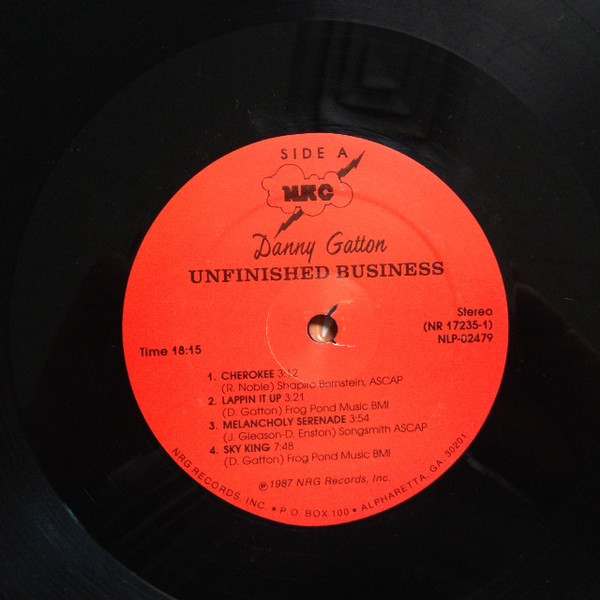 SIDE A
NRG
Danny Gatton
UNFINISHED BUSINESS
Stereo
(NR 17235-1)
NLP-02479
Time 18:15
1. CHEROKEE 3:12
(R. Noble) Shapiro Bornstein, ASCAP
2. LAPPIN IT UP 3:21
(D. Gatton) Frog Pond Music BMI
3. MELANCHOLY SERENADE 3:54
(J. Gleason-D. Enston) Songsmith ASCAP
4. SKY KING 7:48
(D. Gatton) Frog Pond Music BMI
℗1987 NRG Records, Inc.
NRG RECORDS, INC. • P.O. BOX 100 • ALPHARETTA, GA. 30201